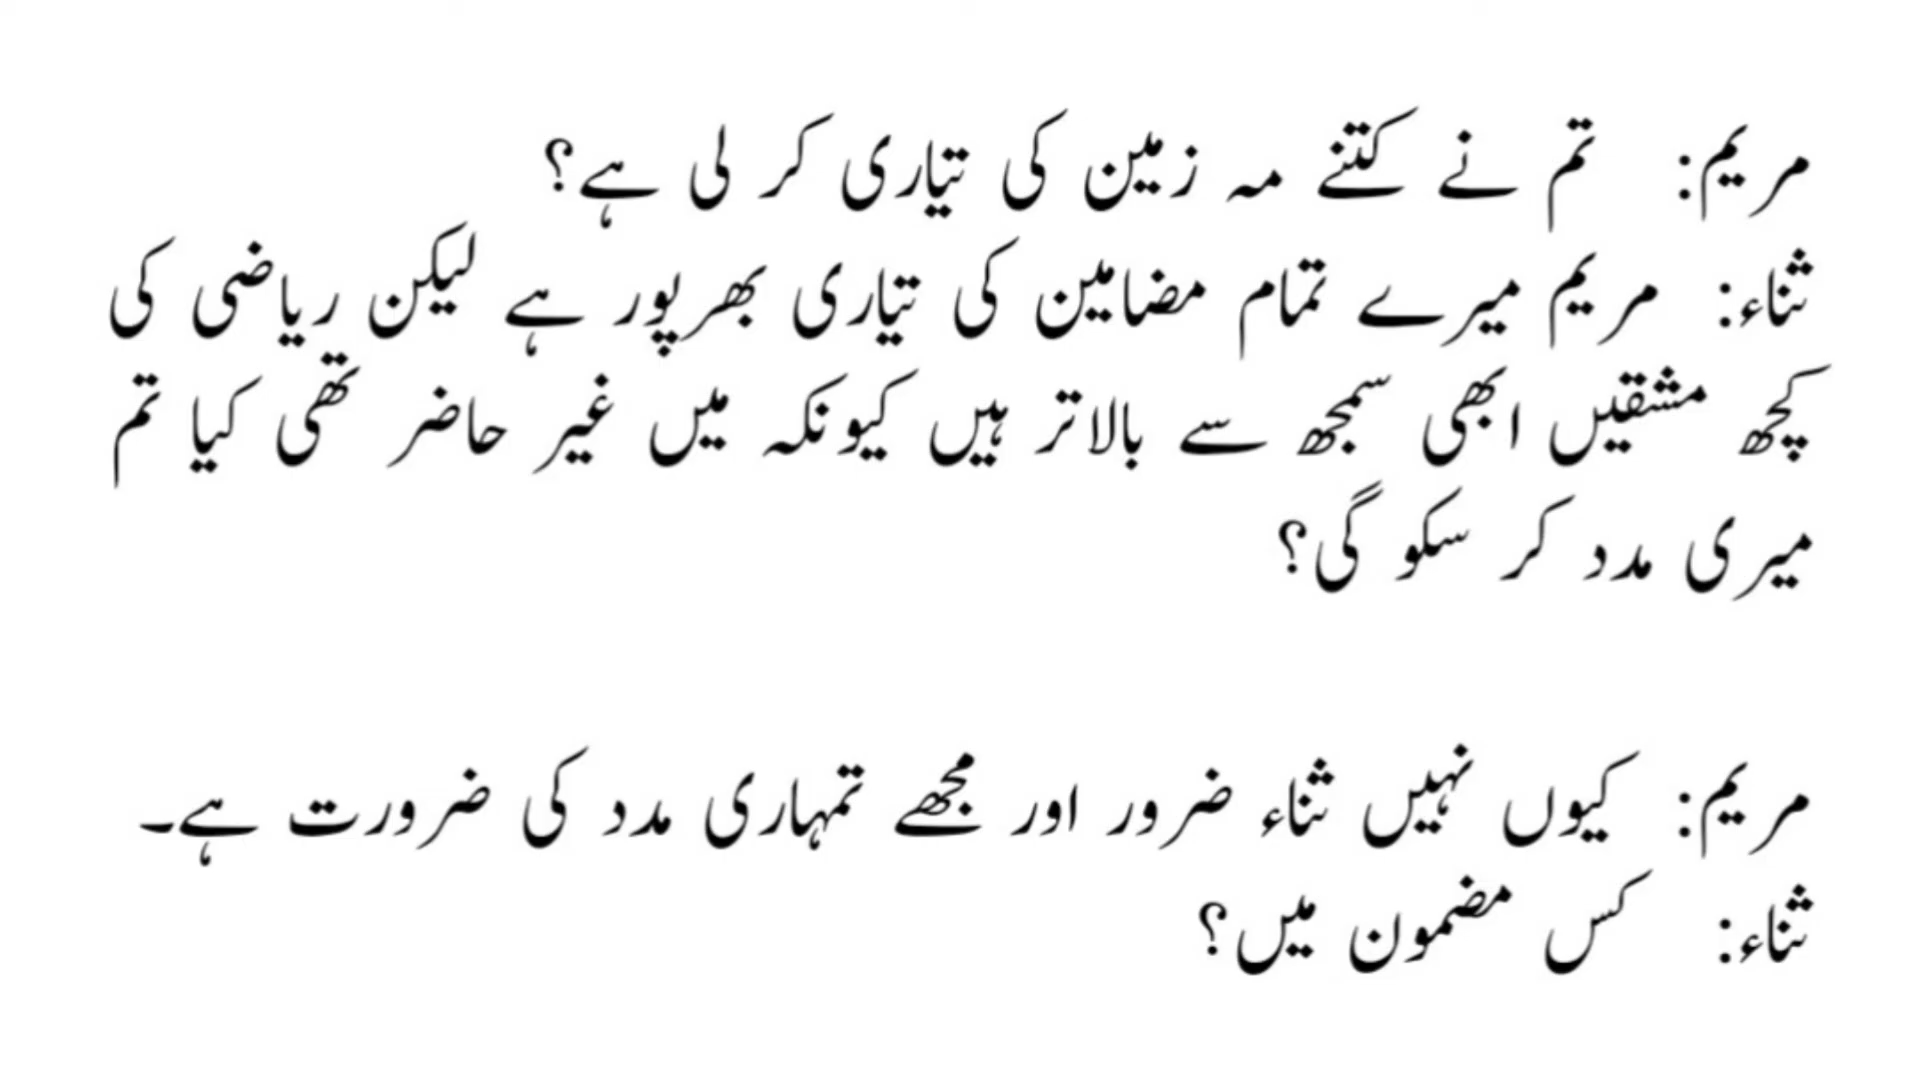 مریم: تم نے کتنے مہ زمین کی تیاری کر لی ہے؟
ثناء: مریم میرے تمام مضامین کی تیاری بھرپور ہے لیکن ریاضی کی
کچھ مشقیں ابھی سمجھ سے بالاتر ہیں کیونکہ میں غیر حاضر تھی کیا تم
میری مدد کر سکو گی؟
مریم: کیوں نہیں ثناء ضرور اور مجھے تمہاری مدد کی ضرورت ہے۔
ثناء: کس مضمون میں؟